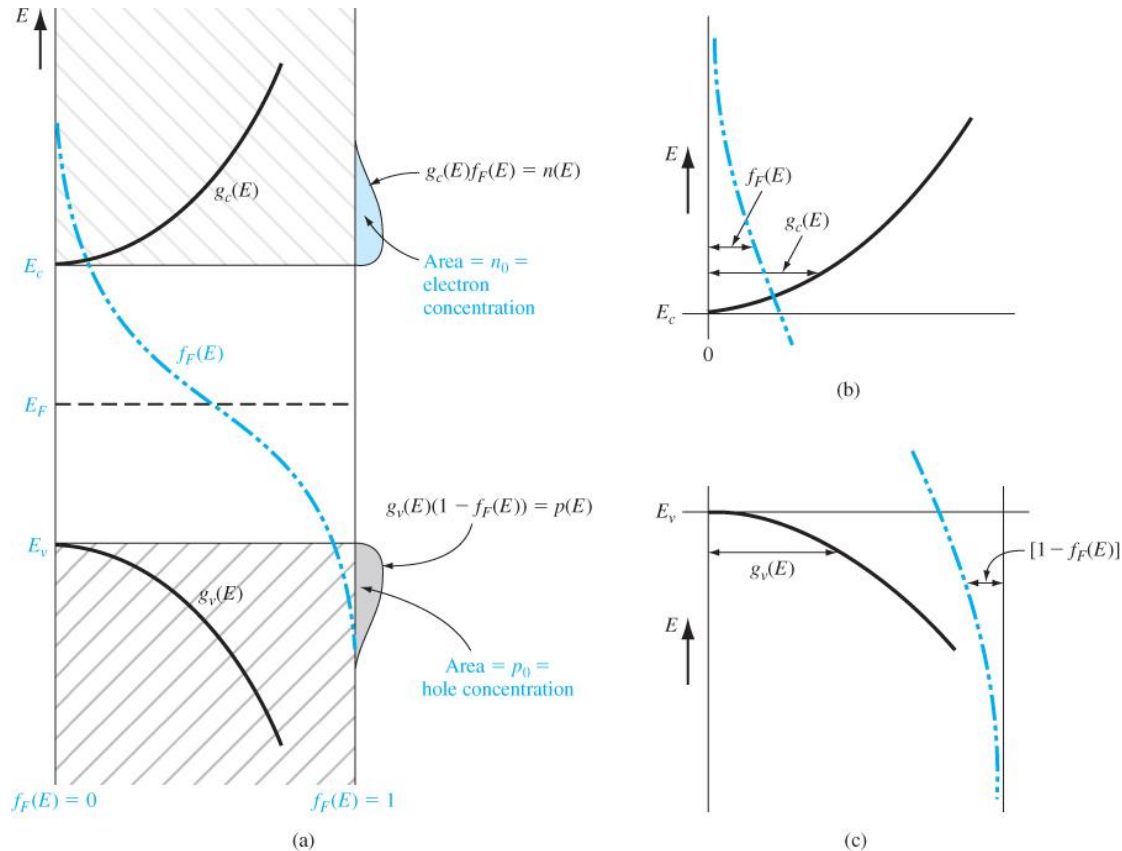 E
g_c(E)
g_c(E)f_F(E) = n(E)
E_c
Area = n_0 =
electron
concentration
f_F(E)
E_F
g_v(E)(1 − f_F(E)) = p(E)
E_v
g_v(E)
Area = p_0 =
hole concentration
f_F(E) = 0
f_F(E) = 1
(a)
E
f_F(E)
g_c(E)
E_c
0
(b)
E_v
g_v(E)
[1 − f_F(E)]
E
(c)